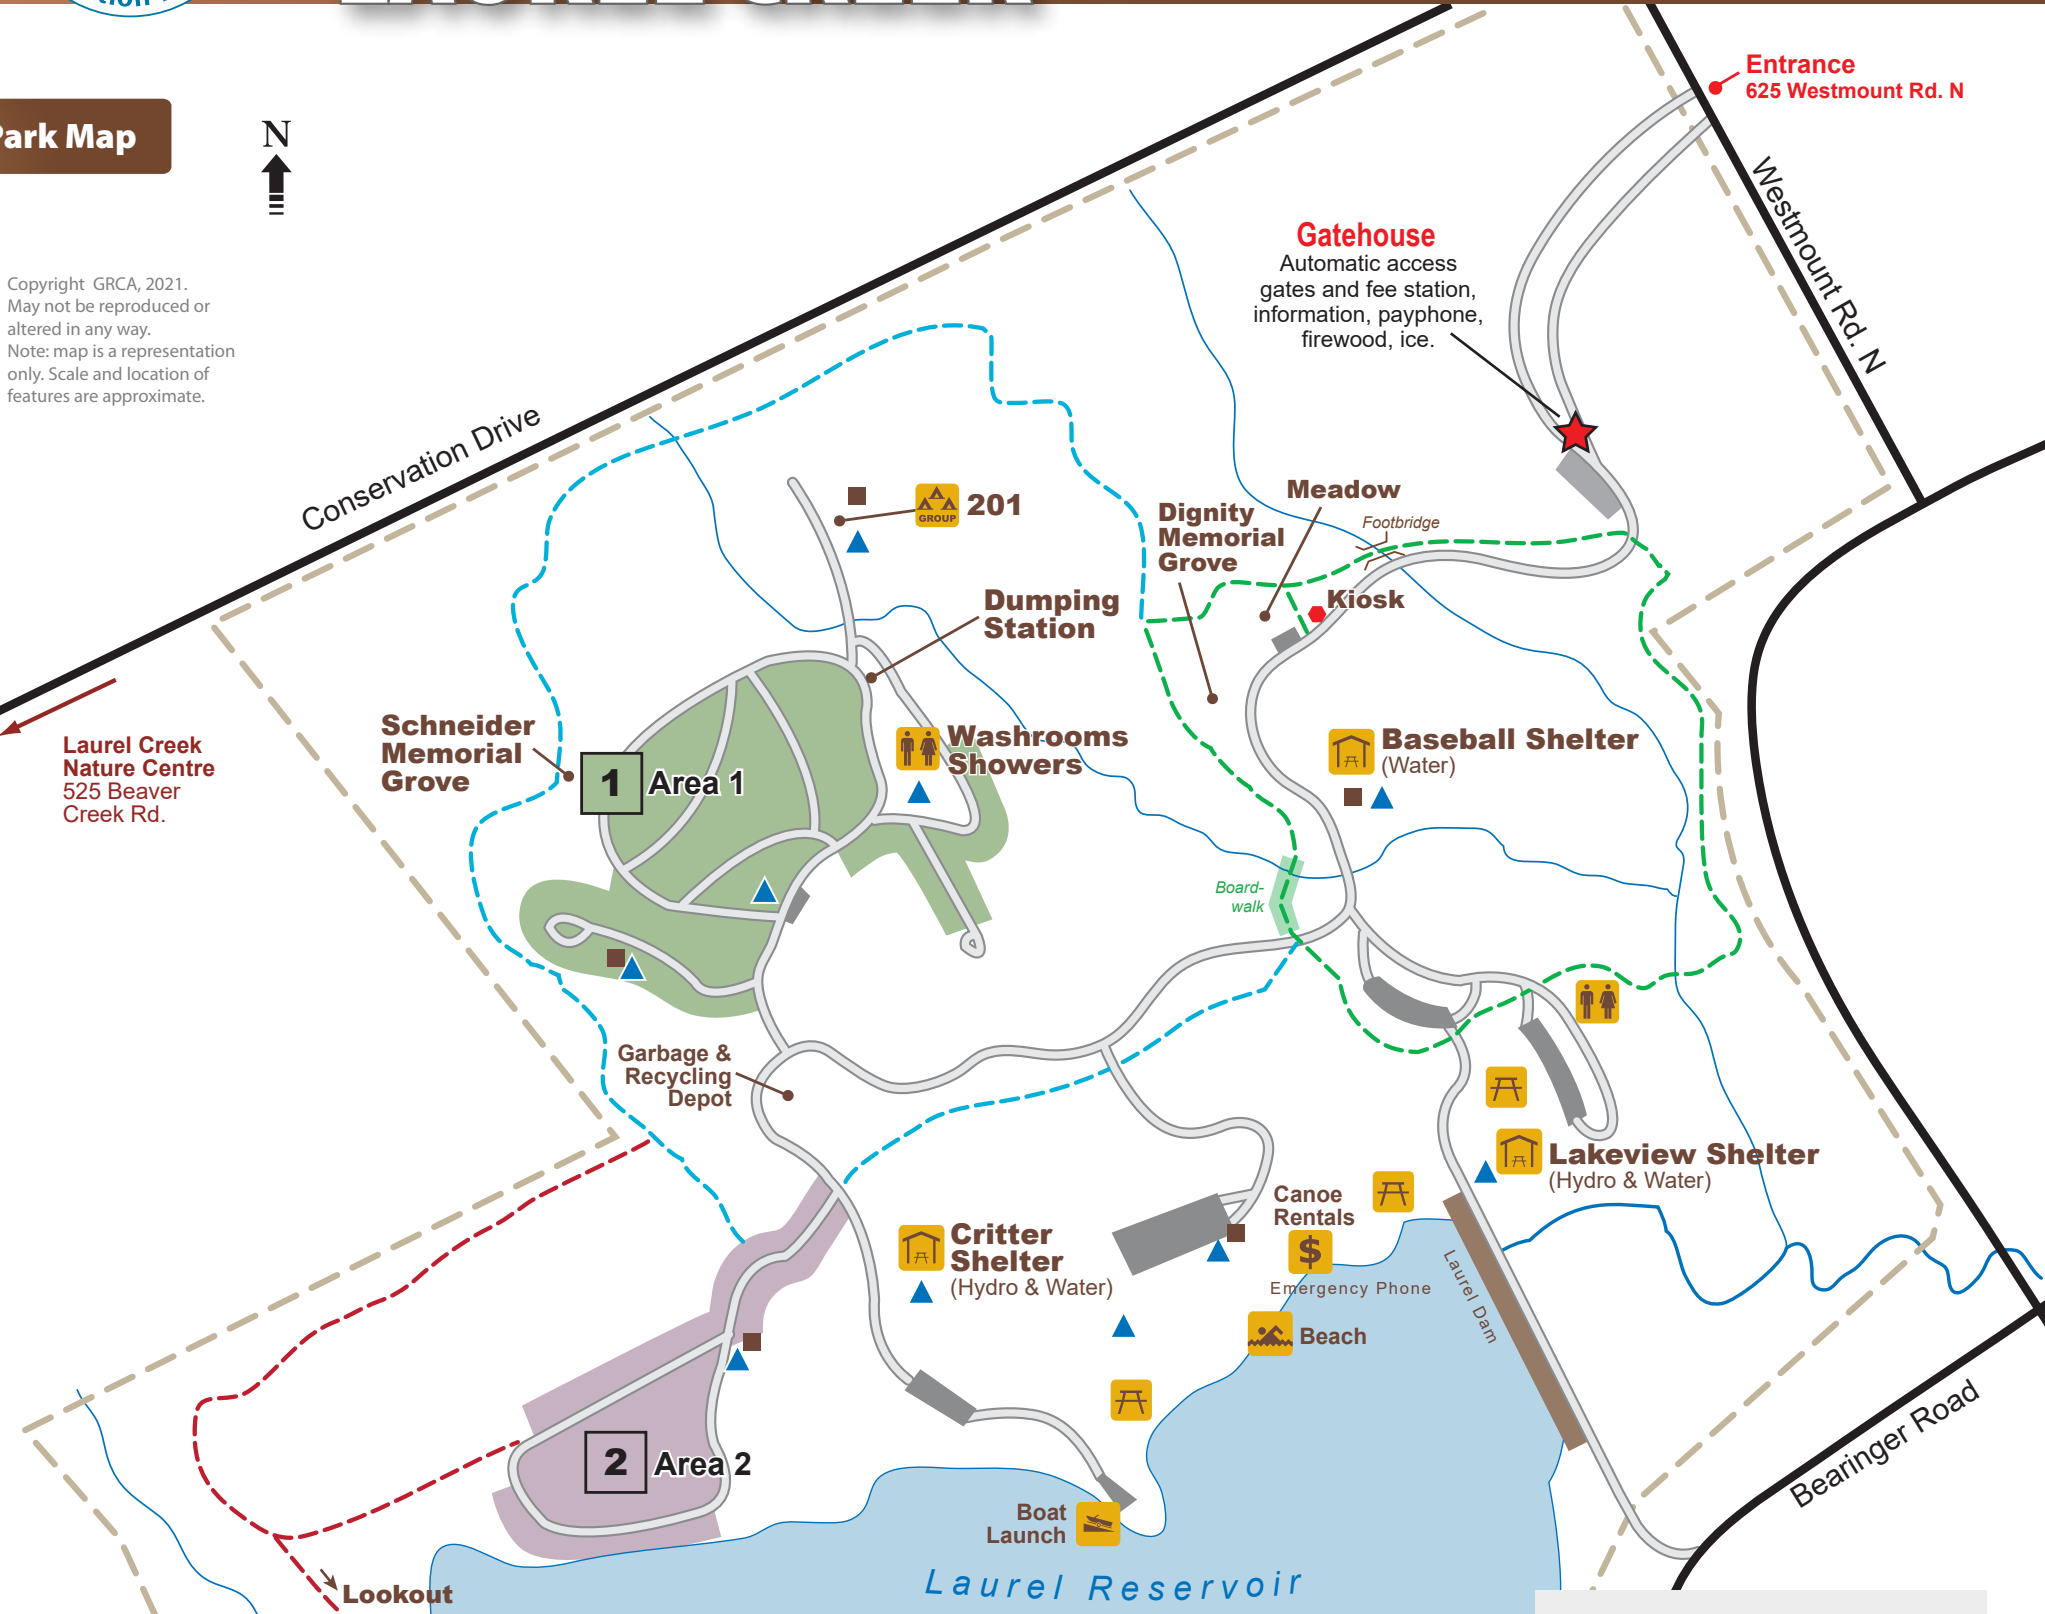 Park Map
N
Copyright GRCA, 2021.
May not be reproduced or
altered in any way.
Note: map is a representation
only. Scale and location of
features are approximate.
Entrance
625 Westmount Rd. N
Westmount Rd. N
Gatehouse
Automatic access
gates and fee station,
information, payphone,
firewood, ice.
Conservation Drive
GROUP
201
Dignity
Memorial
Grove
Meadow
Footbridge
Kiosk
Dumping
Station
Laurel Creek
Nature Centre
525 Beaver
Creek Rd.
Schneider
Memorial
Grove
1 Area 1
Washrooms
Showers
Baseball Shelter
(Water)
Board-
walk
Garbage &
Recycling
Depot
Lakeview Shelter
(Hydro & Water)
Canoe
Rentals
$
Emergency Phone
Critter
Shelter
(Hydro & Water)
Beach
Laurel Dam
2 Area 2
Boat
Launch
Bearinger Road
Lookout
Laurel Reservoir